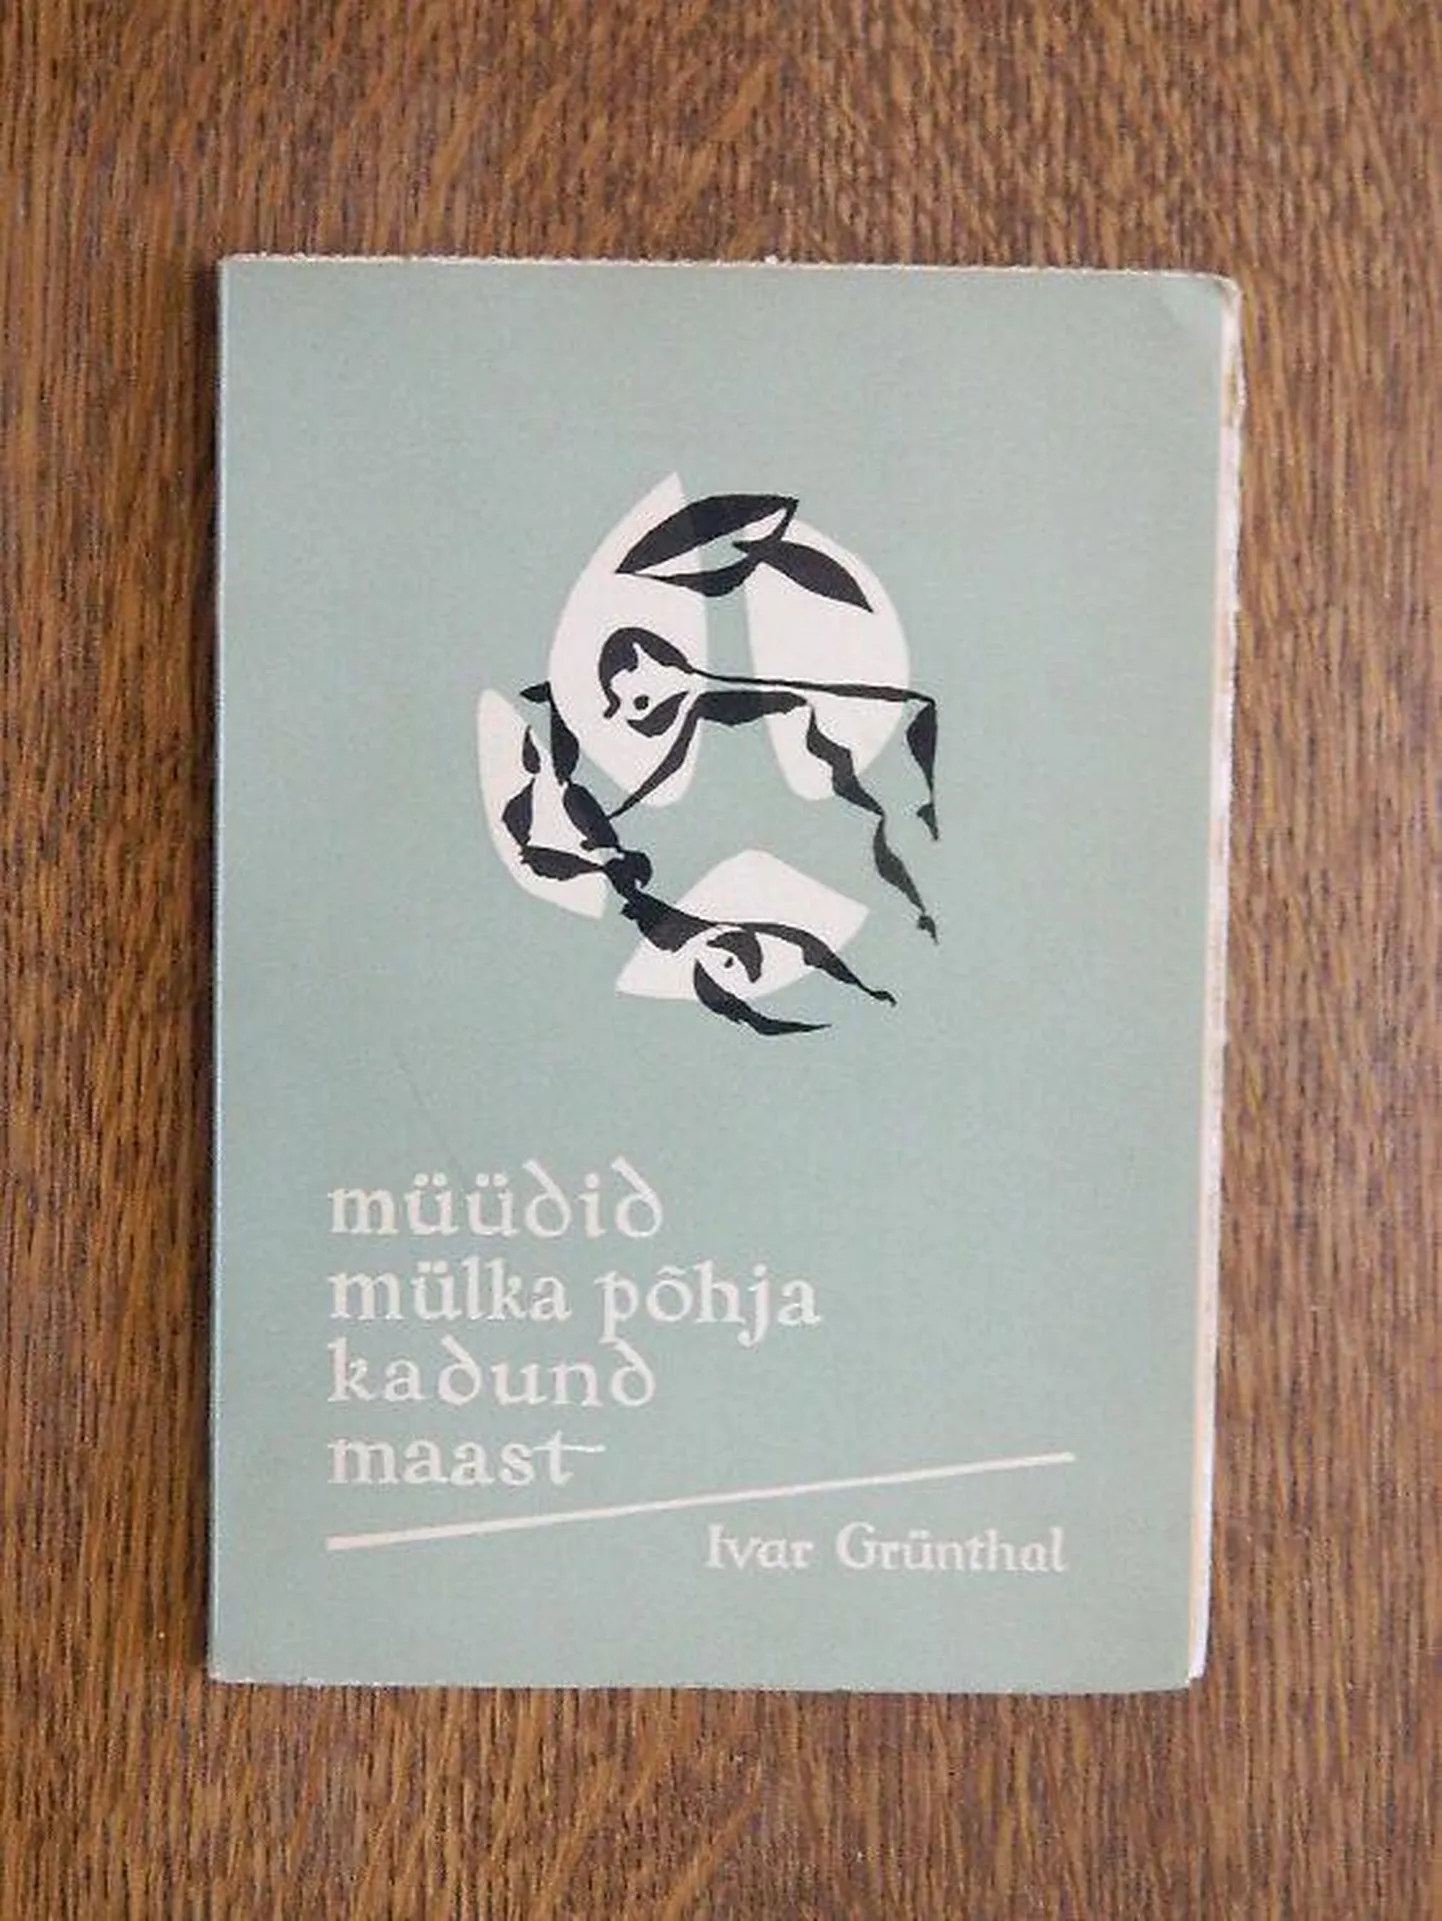 müüdid
mülka põhja
kadund
maast
Ivar Grünthal